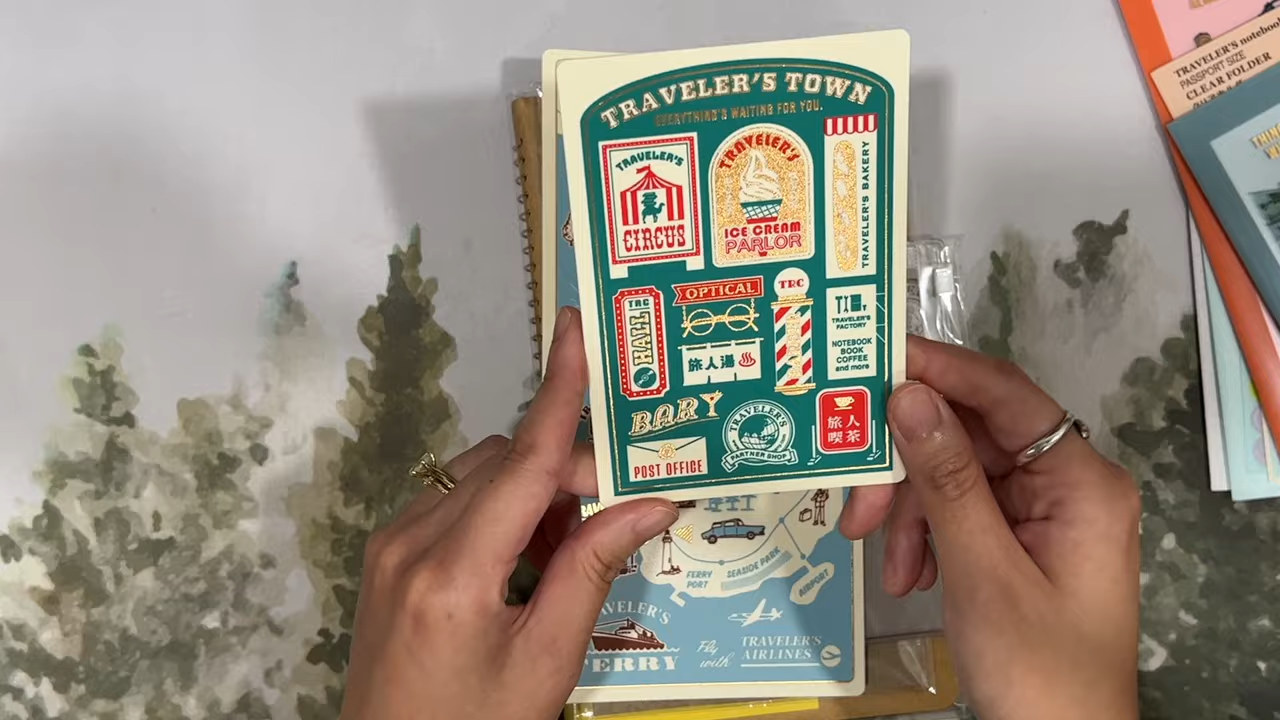 TRAVELER'S TOWN
EVERYTHING'S WAITING FOR YOU.
TRAVELER'S
CIRCUS
TRAVELER'S
ICE CREAM
PARLOR
TRAVELER'S BAKERY
TRC
HALL
OPTICAL
旅人湯
TRC
TRAVELER'S
FACTORY
NOTEBOOK
BOOK
COFFEE
and more
BAR
POST OFFICE
TRAVELER'S
PARTNER SHOP
旅人
喫茶
FERRY
PORT
SEASIDE PARK
AIRPORT
AVELER'S
FERRY
Fly
with
TRAVELER'S
AIRLINES
TRAVELER'S notebook
PASSPORT SIZE
CLEAR FOLDER